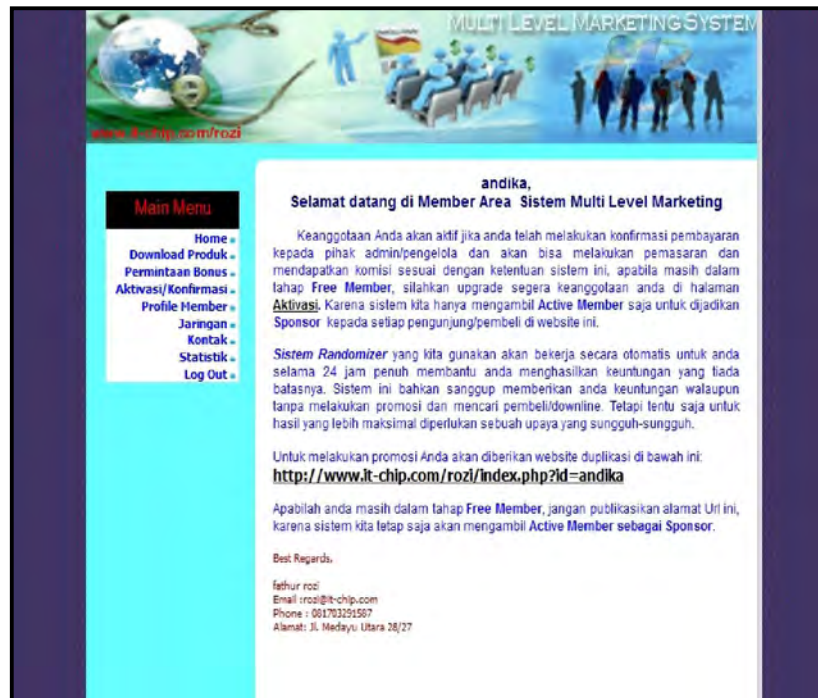 MULTI LEVEL MARKETING SYSTEM
www.it-chip.com/rozi
Main Menu
Home
Download Produk
Permintaan Bonus
Aktivasi/Konfirmasi
Profile Member
Jaringan
Kontak
Statistik
Log Out
andika,
Selamat datang di Member Area Sistem Multi Level Marketing
Keanggotaan Anda akan aktif jika anda telah melakukan konfirmasi pembayaran
kepada pihak admin/pengelola dan akan bisa melakukan pemasaran dan
mendapatkan komisi sesuai dengan ketentuan sistem ini, apabila masih dalam
tahap Free Member, silahkan upgrade segera keanggotaan anda di halaman
Aktivasi. Karena sistem kita hanya mengambil Active Member saja untuk dijadikan
Sponsor kepada setiap pengunjung/pembeli di website ini.
Sistem Randomizer yang kita gunakan akan bekerja secara otomatis untuk anda
selama 24 jam penuh membantu anda menghasilkan keuntungan yang tiada
batasnya. Sistem ini bahkan sanggup memberikan anda keuntungan walaupun
tanpa melakukan promosi dan mencari pembeli/downline. Tetapi tentu saja untuk
hasil yang lebih maksimal diperlukan sebuah upaya yang sungguh-sungguh.
Untuk melakukan promosi Anda akan diberikan website duplikasi di bawah ini:
http://www.it-chip.com/rozi/index.php?id=andika
Apabilah anda masih dalam tahap Free Member, jangan publikasikan alamat Url ini,
karena sistem kita tetap saja akan mengambil Active Member sebagai Sponsor.
Best Regards,
fathur rozi
Email :rozi@it-chip.com
Phone : 081703291587
Alamat: Jl. Medayu Utara 28/27